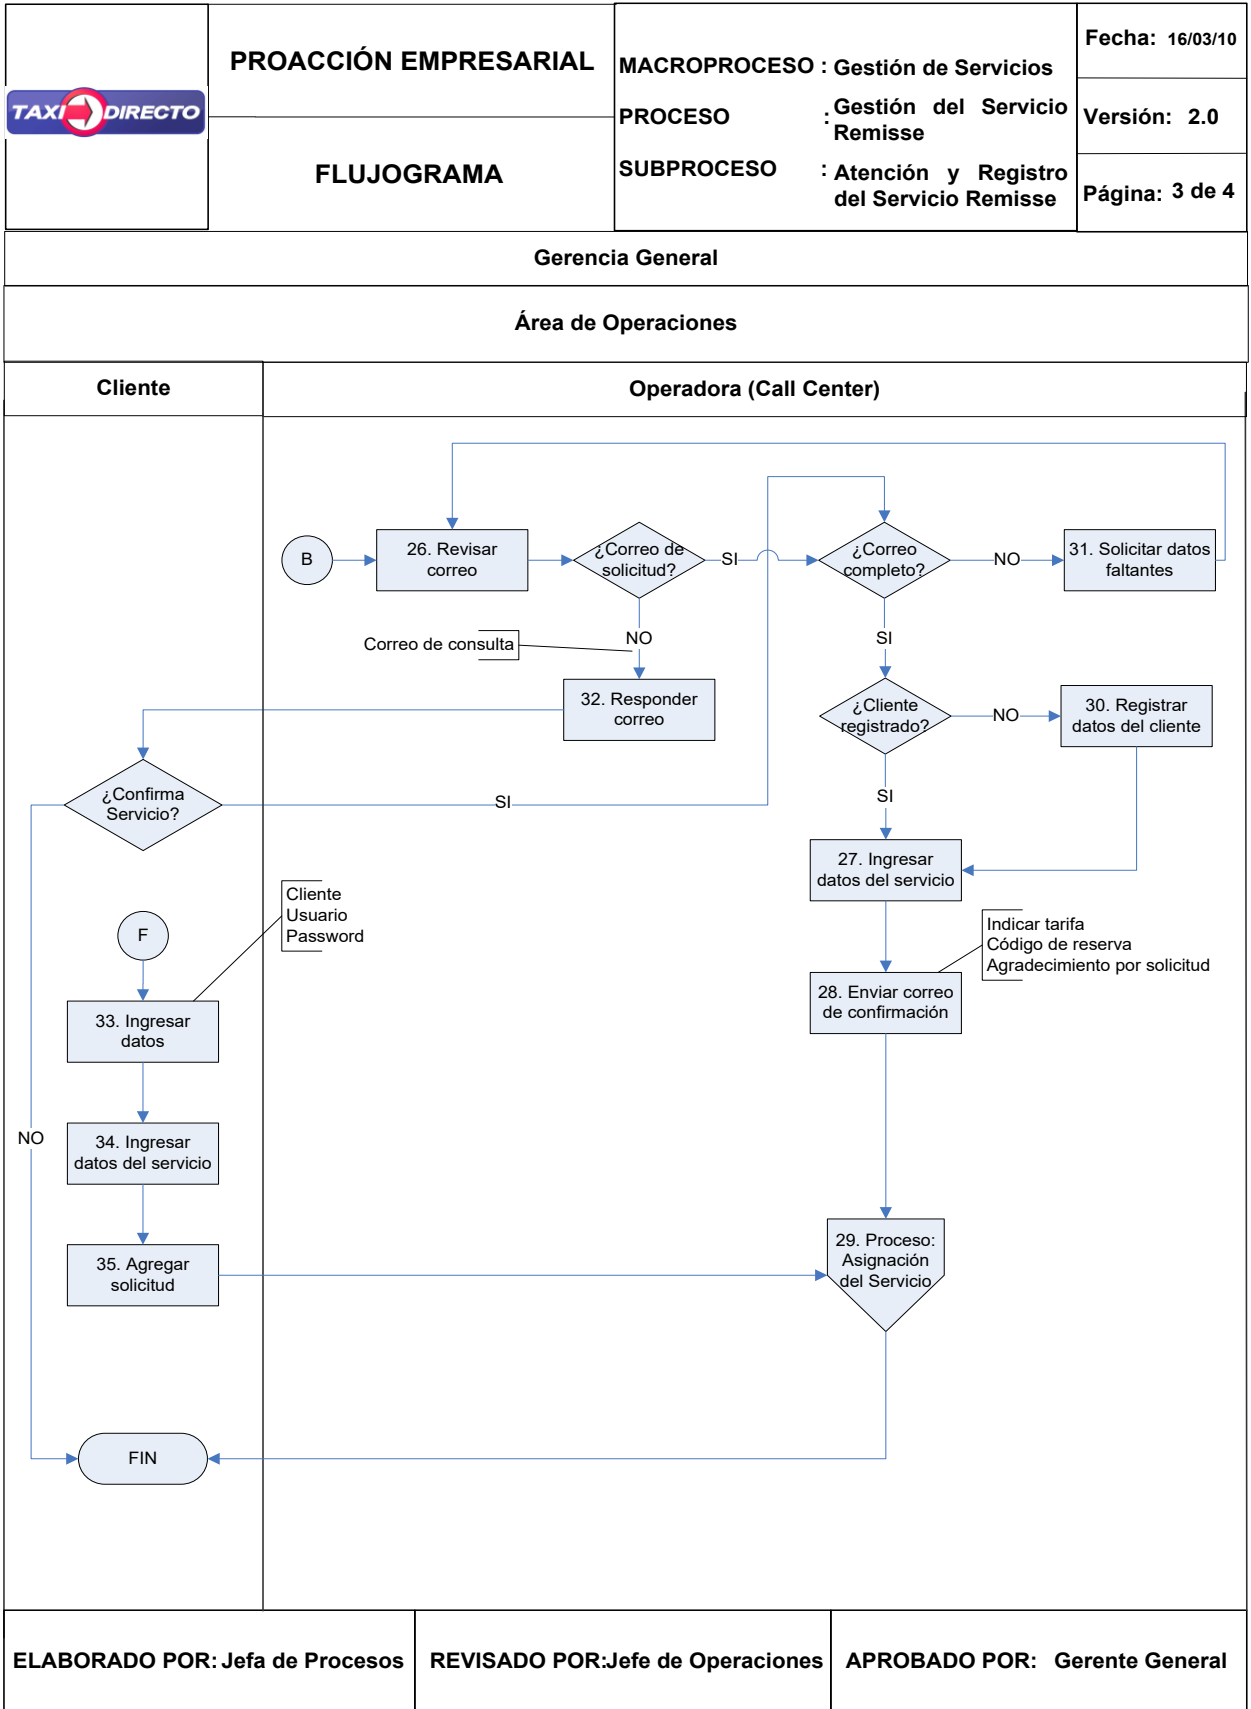 TAXI DIRECTO
PROACCIÓN EMPRESARIAL
FLUJOGRAMA
MACROPROCESO : Gestión de Servicios
PROCESO : Gestión del Servicio
Remisse
SUBPROCESO : Atención y Registro
del Servicio Remisse
Fecha: 16/03/10
Versión: 2.0
Página: 3 de 4
Gerencia General
Área de Operaciones
Cliente
Operadora (Call Center)
B
26. Revisar
correo
¿Correo de
solicitud?
SI
¿Correo
completo?
NO
31. Solicitar datos
faltantes
Correo de consulta
NO
SI
32. Responder
correo
¿Cliente
registrado?
NO
30. Registrar
datos del cliente
¿Confirma
Servicio?
SI
SI
27. Ingresar
datos del servicio
Cliente
Usuario
Password
F
Indicar tarifa
Código de reserva
Agradecimiento por solicitud
28. Enviar correo
de confirmación
33. Ingresar
datos
NO
34. Ingresar
datos del servicio
35. Agregar
solicitud
29. Proceso:
Asignación
del Servicio
FIN
ELABORADO POR: Jefa de Procesos
REVISADO POR:Jefe de Operaciones
APROBADO POR: Gerente General